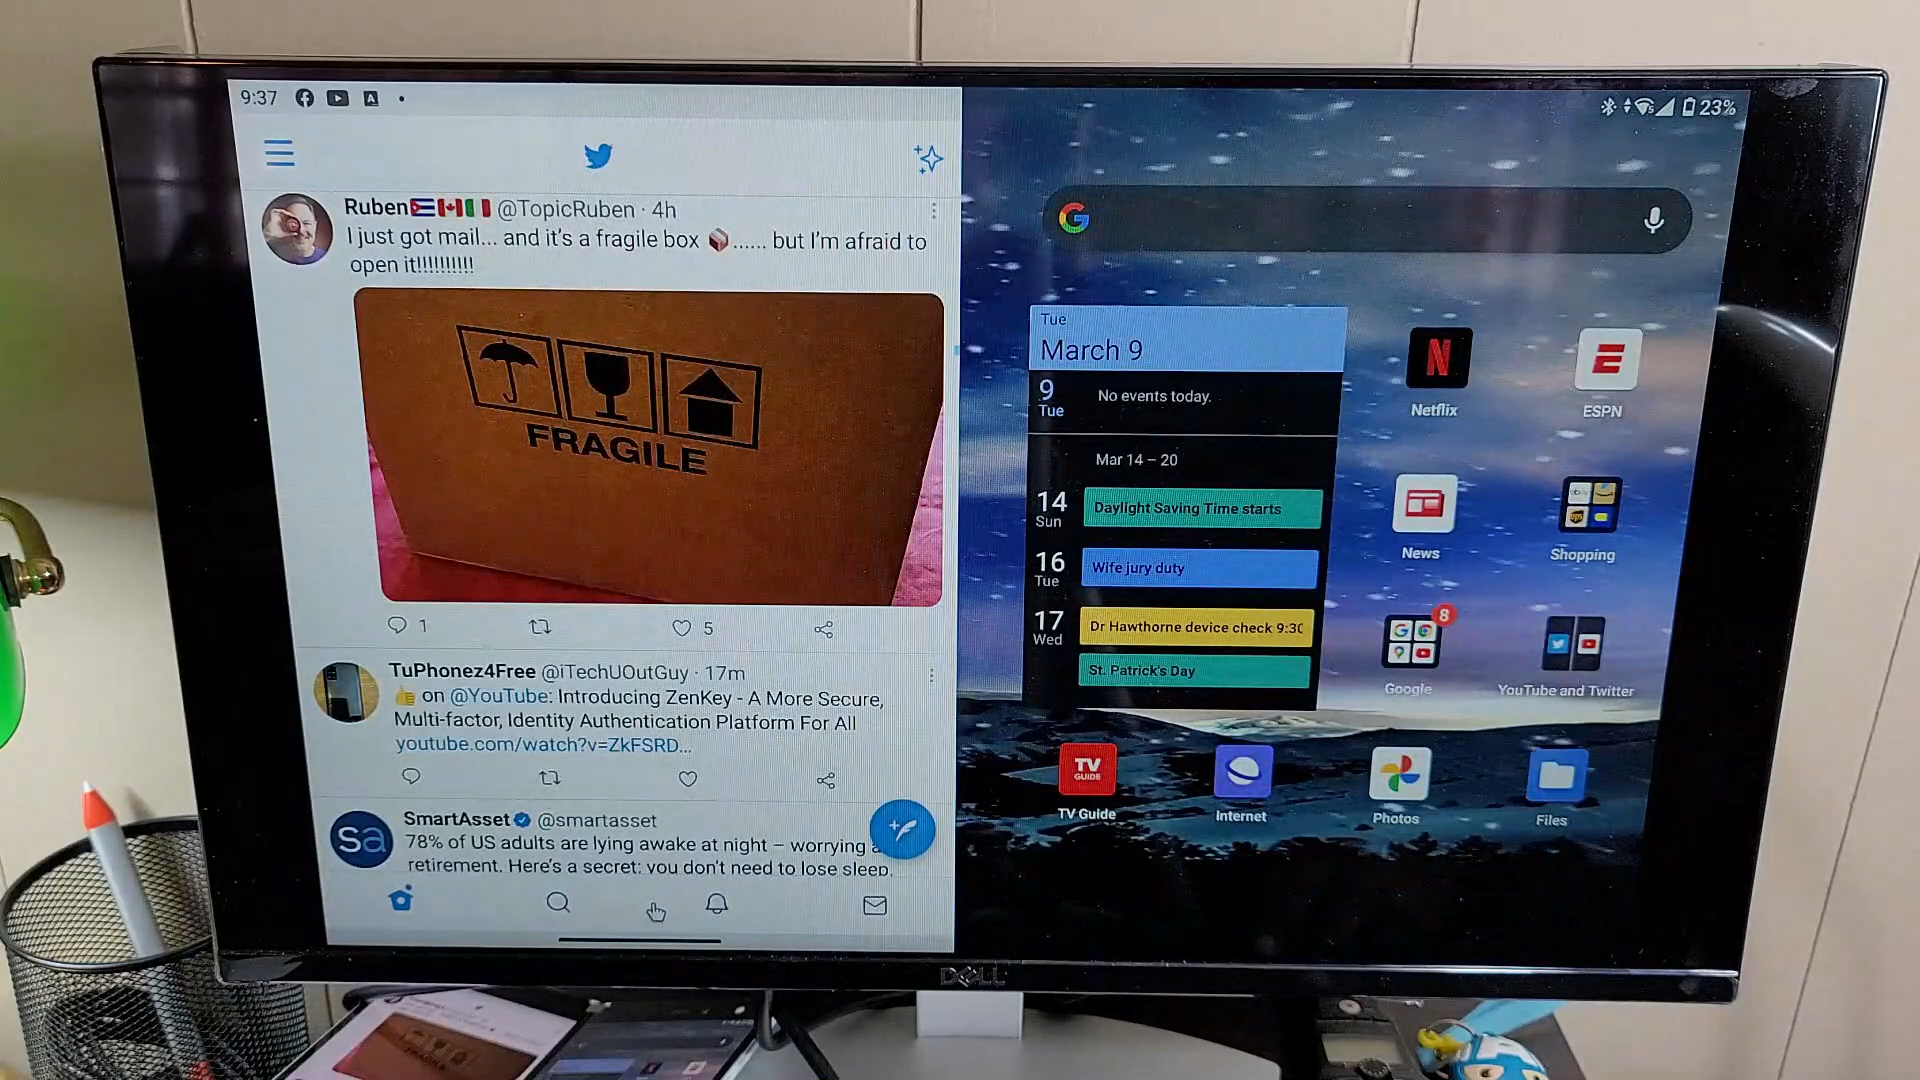 9:37
23%
Ruben @TopicRuben · 4h
I just got mail... and it's a fragile box ...... but I'm afraid to
open it!!!!!!!!!!
FRAGILE
1
5
TuPhonez4Free @iTechUOutGuy · 17m
on @YouTube: Introducing ZenKey - A More Secure,
Multi-factor, Identity Authentication Platform For All
youtube.com/watch?v=ZkFSRD...
sa
SmartAsset @smartasset
78% of US adults are lying awake at night – worrying
retirement. Here's a secret: you don't need to lose sleep.
Tue
March 9
9
Tue
No events today.
Mar 14 – 20
14
Sun
Daylight Saving Time starts
16
Tue
Wife jury duty
17
Wed
Dr Hawthorne device check 9:30
St. Patrick's Day
Netflix
ESPN
News
Shopping
8
Google
YouTube and Twitter
TV
GUIDE
TV Guide
Internet
Photos
Files
DELL